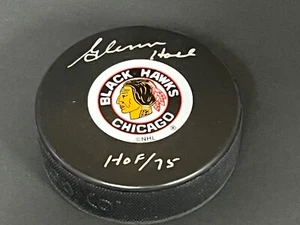 Glenn Hall
BLACK HAWKS
CHICAGO
©NHL ®
HOF/75